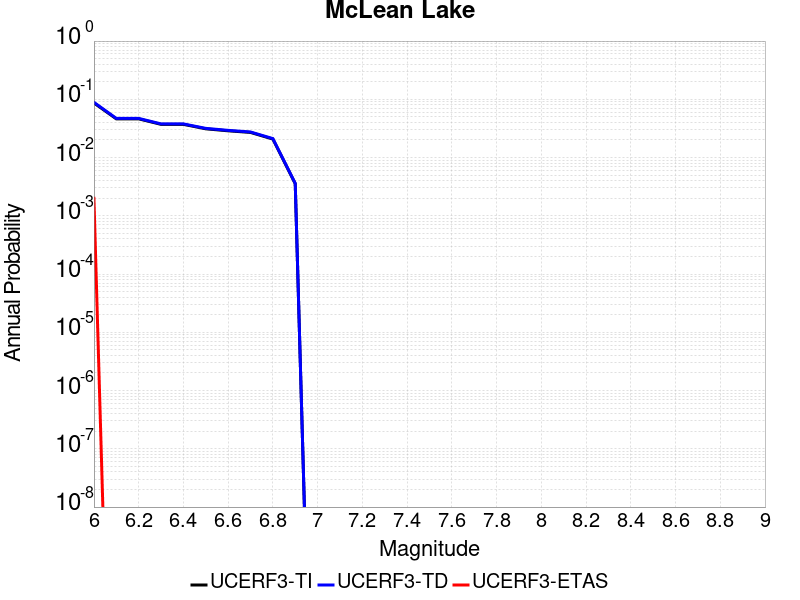 McLean Lake
10^0
10^-1
10^-2
10^-3
10^-4
10^-5
10^-6
10^-7
10^-8
Annual Probability
6 6.2 6.4 6.6 6.8 7 7.2 7.4 7.6 7.8 8 8.2 8.4 8.6 8.8 9
Magnitude
UCERF3-TI UCERF3-TD UCERF3-ETAS